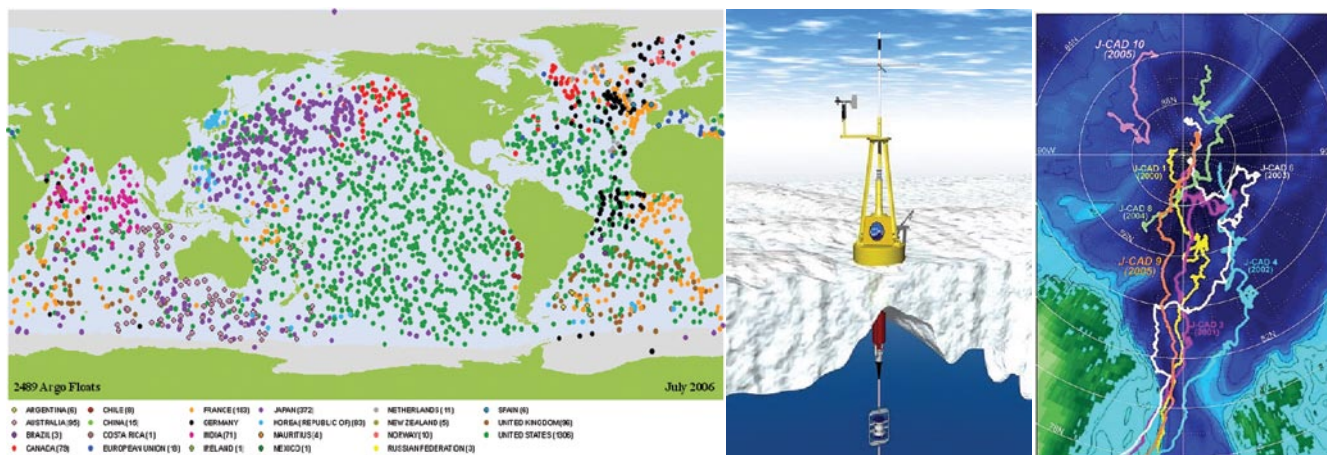 2489 Argo Floats
July 2006
ARGENTINA (6)
AUSTRALIA (95)
BRAZIL (3)
CANADA (79)
CHILE (8)
CHINA (15)
COSTA RICA (1)
EUROPEAN UNION (18)
FRANCE (163)
GERMANY
INDIA (71)
IRELAND (1)
JAPAN (372)
KOREA (REPUBLIC OF) (83)
MAURITIUS (4)
MEXICO (1)
NETHERLANDS (11)
NEW ZEALAND (5)
NORWAY (10)
RUSSIAN FEDERATION (3)
SPAIN (6)
UNITED KINGDOM (96)
UNITED STATES (1306)
J-CAD 10
(2005)
90W
J-CAD 1
(2000)
J-CAD 6
(2003)
J-CAD 8
(2004)
J-CAD 9
(2005)
J-CAD 4
(2002)
J-CAD 3
(2001)